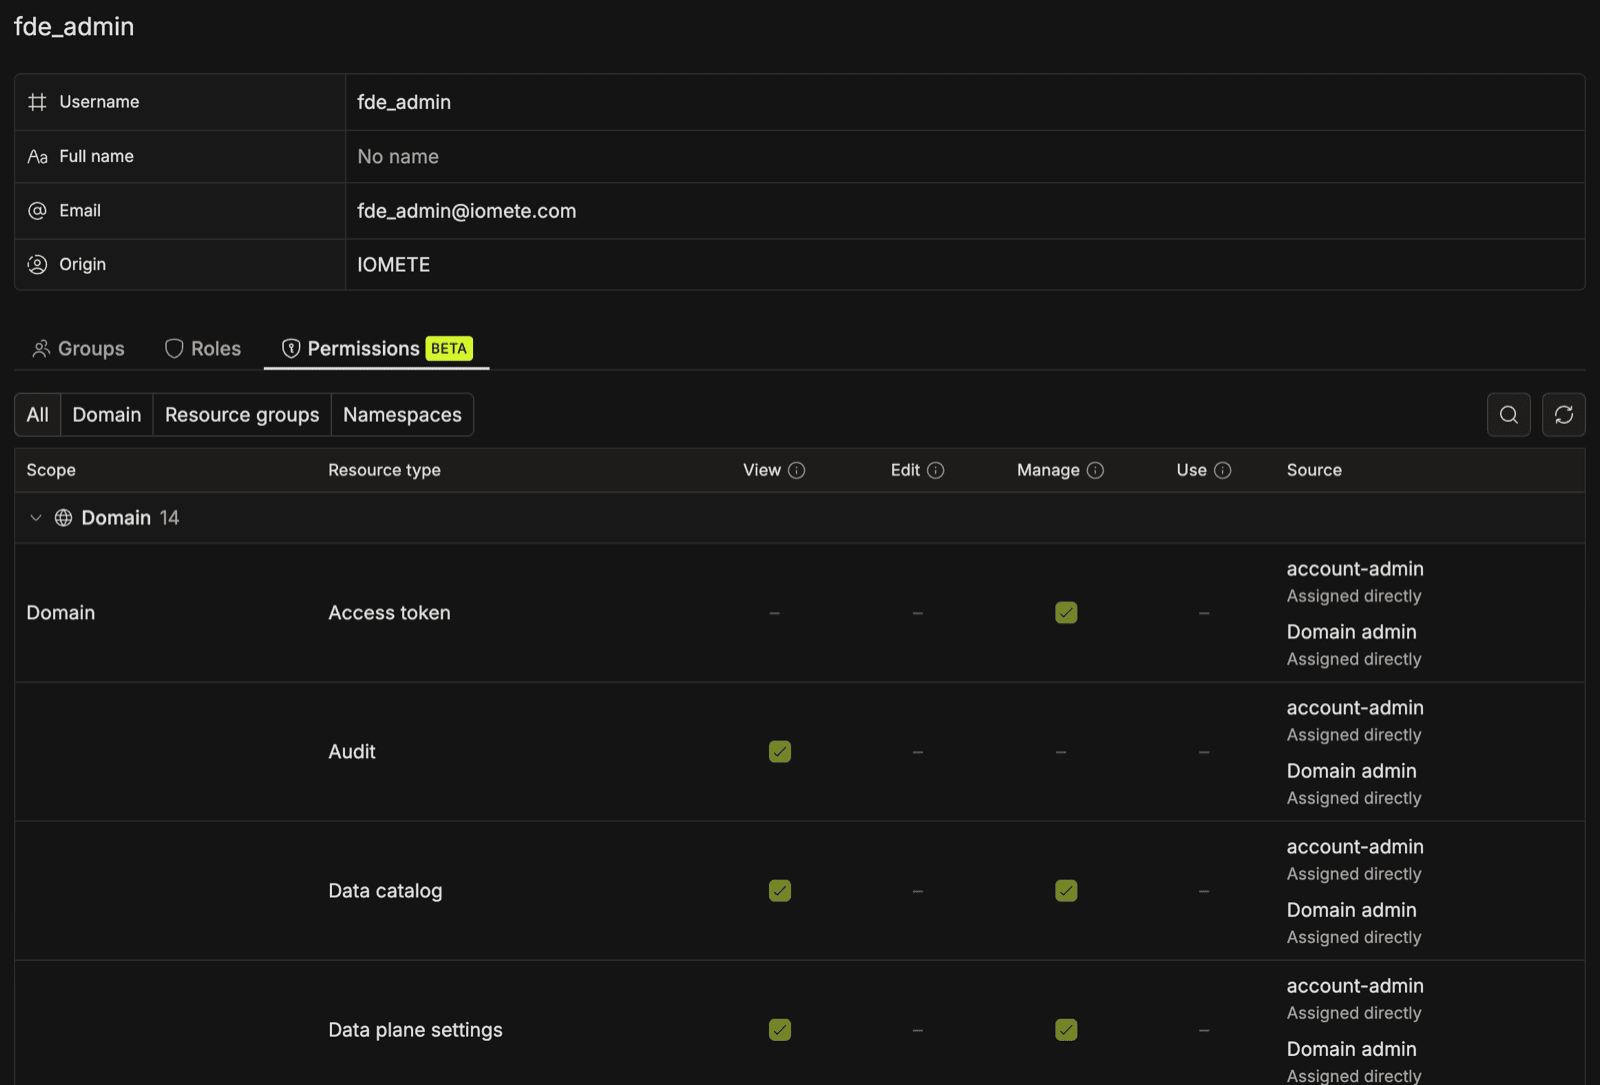 fde_admin
Username fde_admin
Aa Full name No name
Email fde_admin@iomete.com
Origin IOMETE
Groups Roles Permissions BETA
All Domain Resource groups Namespaces
Scope Resource type View Edit Manage Use Source
Domain 14
Domain Access token – – – account-admin
Assigned directly
Domain admin
Assigned directly
Audit – – – account-admin
Assigned directly
Domain admin
Assigned directly
Data catalog – – account-admin
Assigned directly
Domain admin
Assigned directly
Data plane settings – – account-admin
Assigned directly
Domain admin
Assigned directly